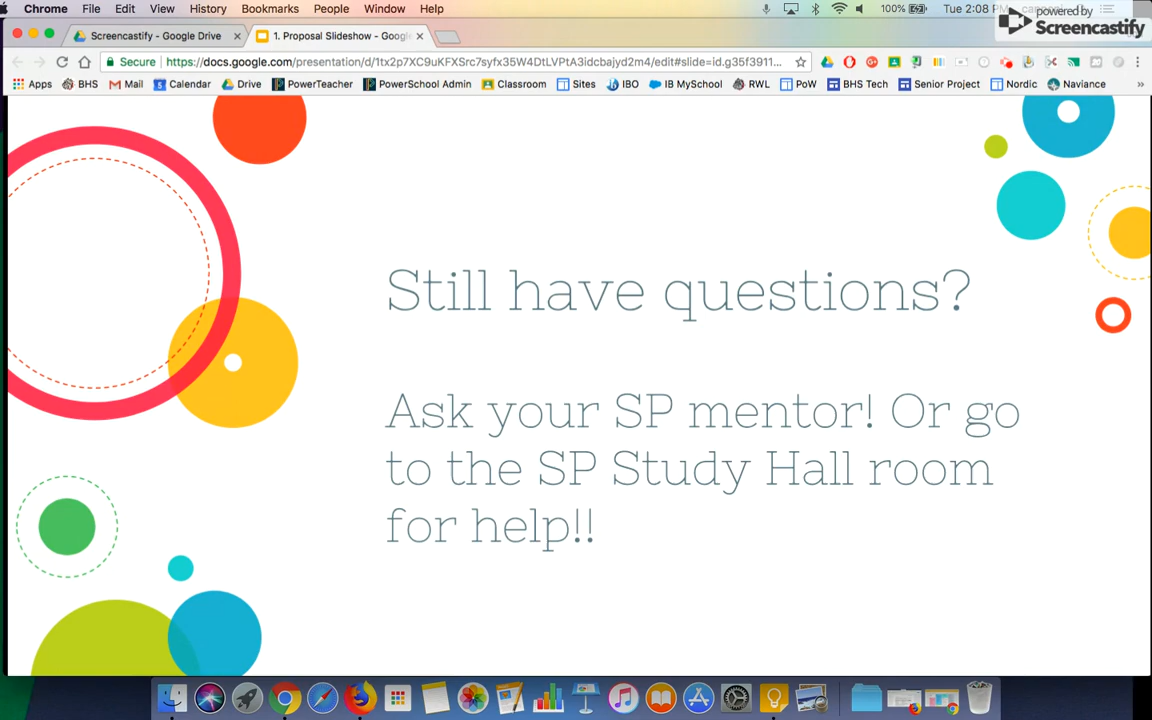 Chrome File Edit View History Bookmarks People Window Help 100% Tue 2:08 PM
powered by
Screencastify
Screencastify - Google Drive 1. Proposal Slideshow - Google
Secure https://docs.google.com/presentation/d/1tx2p7XC9uKFXSrc7syfx35W4DtLVPtA3idcbajyd2m4/edit#slide=id.g35f3911...
Apps BHS Mail Calendar Drive PowerTeacher PowerSchool Admin Classroom Sites IBO IB MySchool RWL PoW BHS Tech Senior Project Nordic Naviance »
Still have questions?
Ask your SP mentor! Or go
to the SP Study Hall room
for help!!